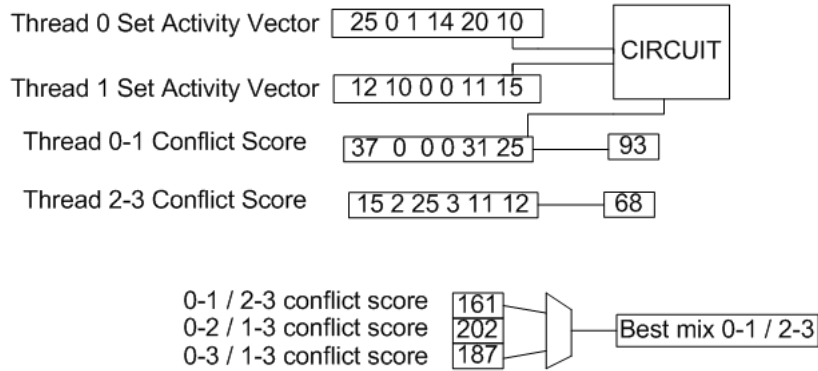 Thread 0 Set Activity Vector 25 0 1 14 20 10
CIRCUIT
Thread 1 Set Activity Vector 12 10 0 0 11 15
Thread 0-1 Conflict Score 37 0 0 0 31 25 93
Thread 2-3 Conflict Score 15 2 25 3 11 12 68
0-1 / 2-3 conflict score 161
0-2 / 1-3 conflict score 202 Best mix 0-1 / 2-3
0-3 / 1-3 conflict score 187